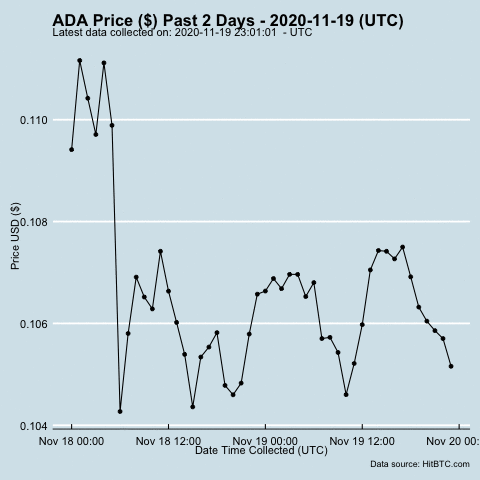 ADA Price ($) Past 2 Days - 2020-11-19 (UTC)
Latest data collected on: 2020-11-19 23:01:01 - UTC
0.110
0.108
0.106
0.104
Price USD ($)
Nov 18 00:00 Nov 18 12:00 Nov 19 00:00 Nov 19 12:00 Nov 20 00:
Date Time Collected (UTC)
Data source: HitBTC.com